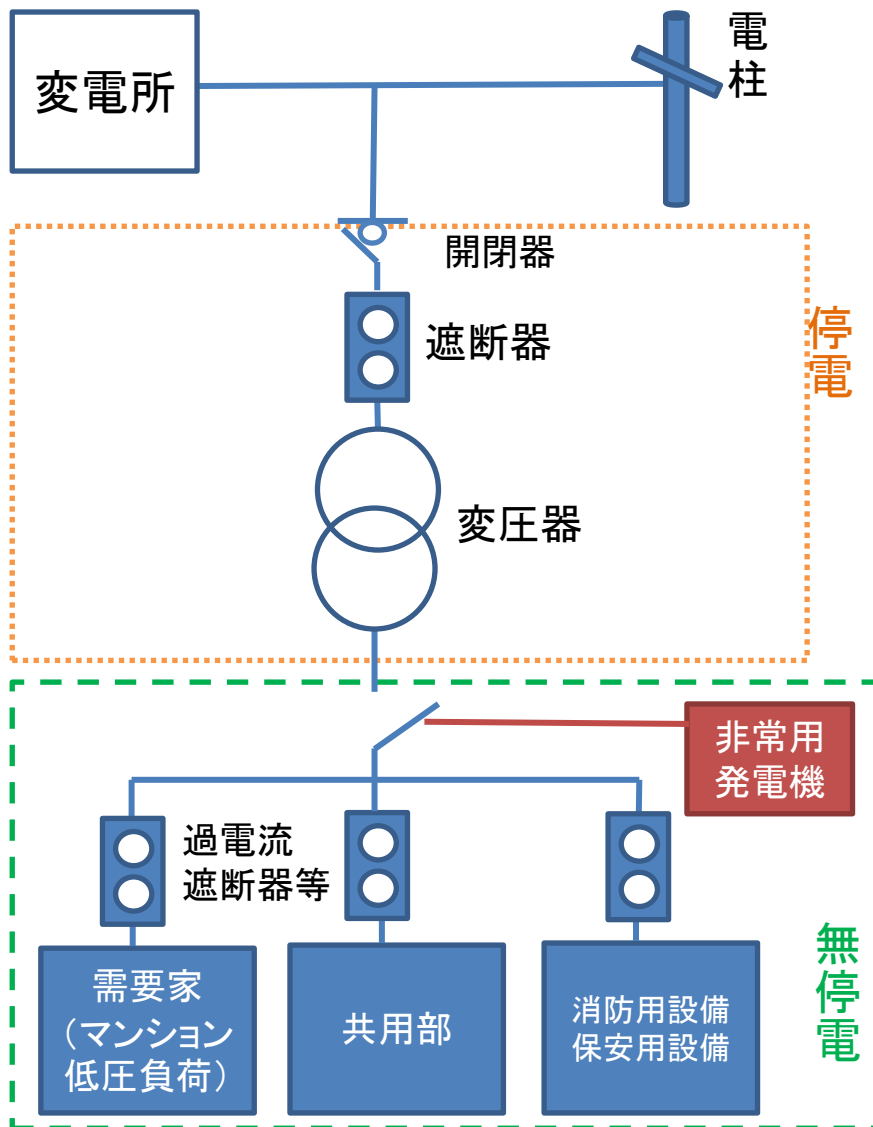 変電所
電
柱
開閉器
遮断器
停
電
変圧器
非常用
発電機
過電流
遮断器等
需要家
（マンション
低圧負荷）
共用部
消防用設備
保安用設備
無
停
電